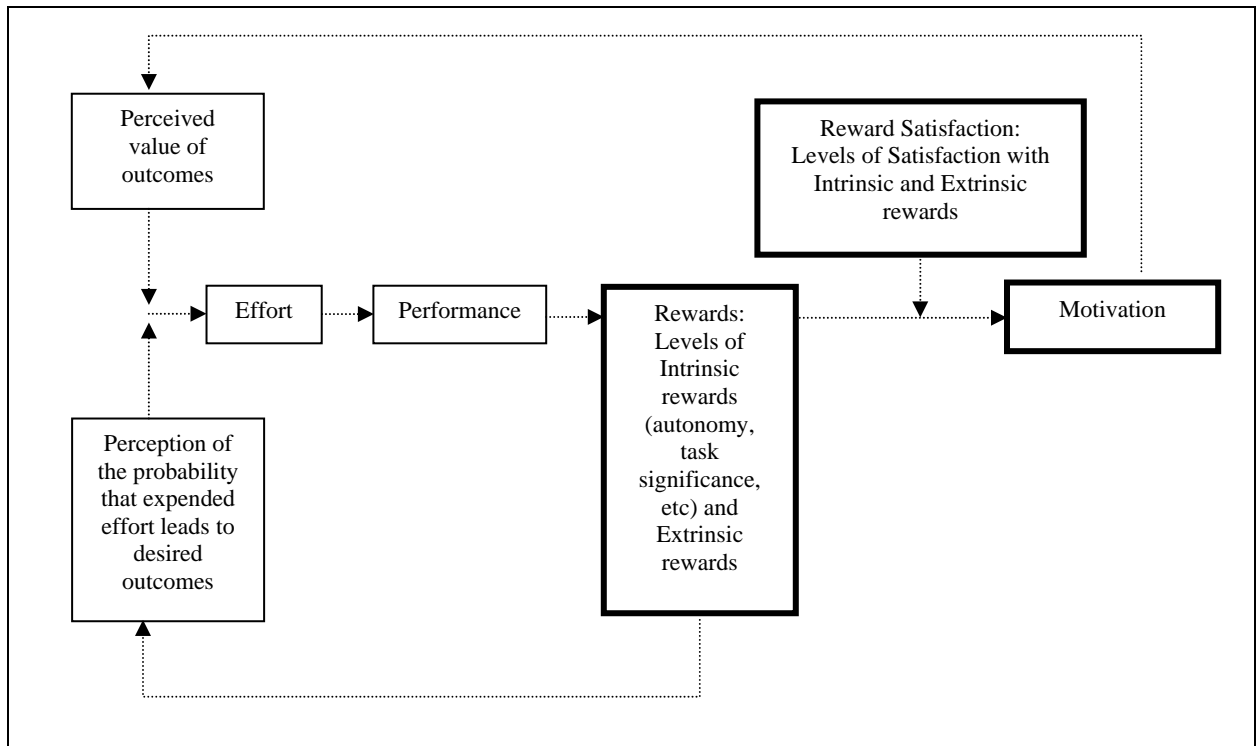 Perceived
value of
outcomes
Reward Satisfaction:
Levels of Satisfaction with
Intrinsic and Extrinsic
rewards
Effort
Performance
Rewards:
Levels of
Intrinsic
rewards
(autonomy,
task
significance,
etc) and
Extrinsic
rewards
Motivation
Perception of
the probability
that expended
effort leads to
desired
outcomes